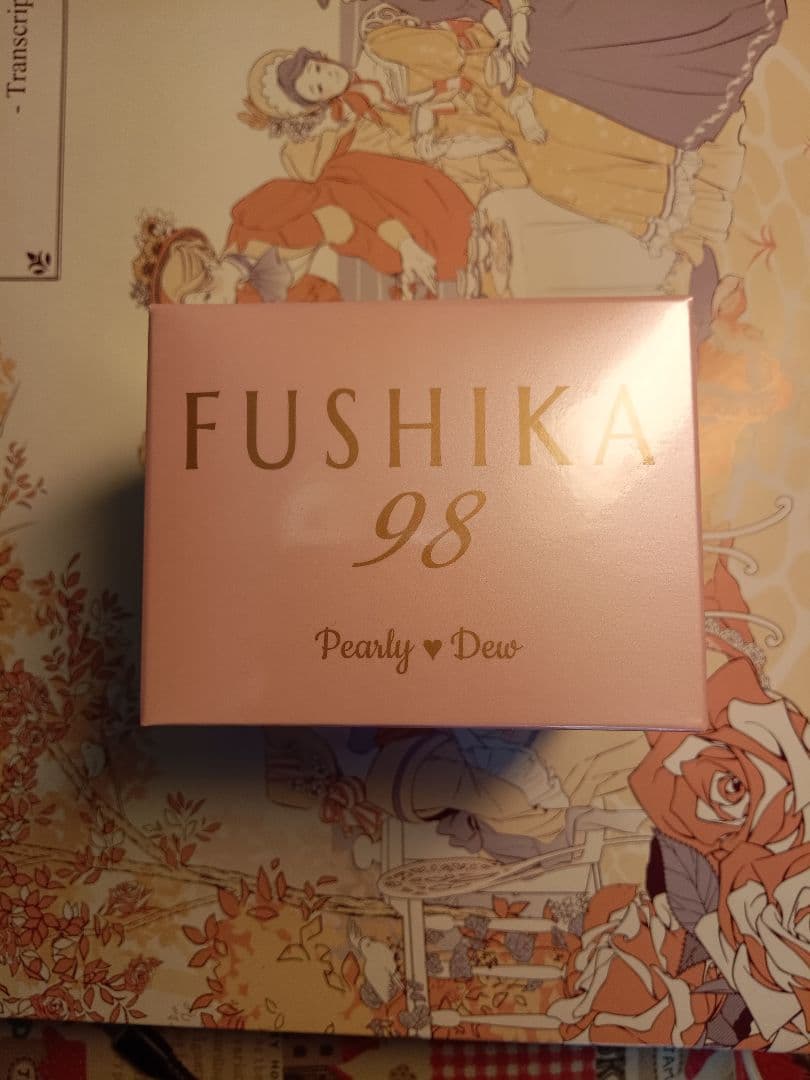 FUSHIKA
98
Pearly ♥ Dew
- Transcrip